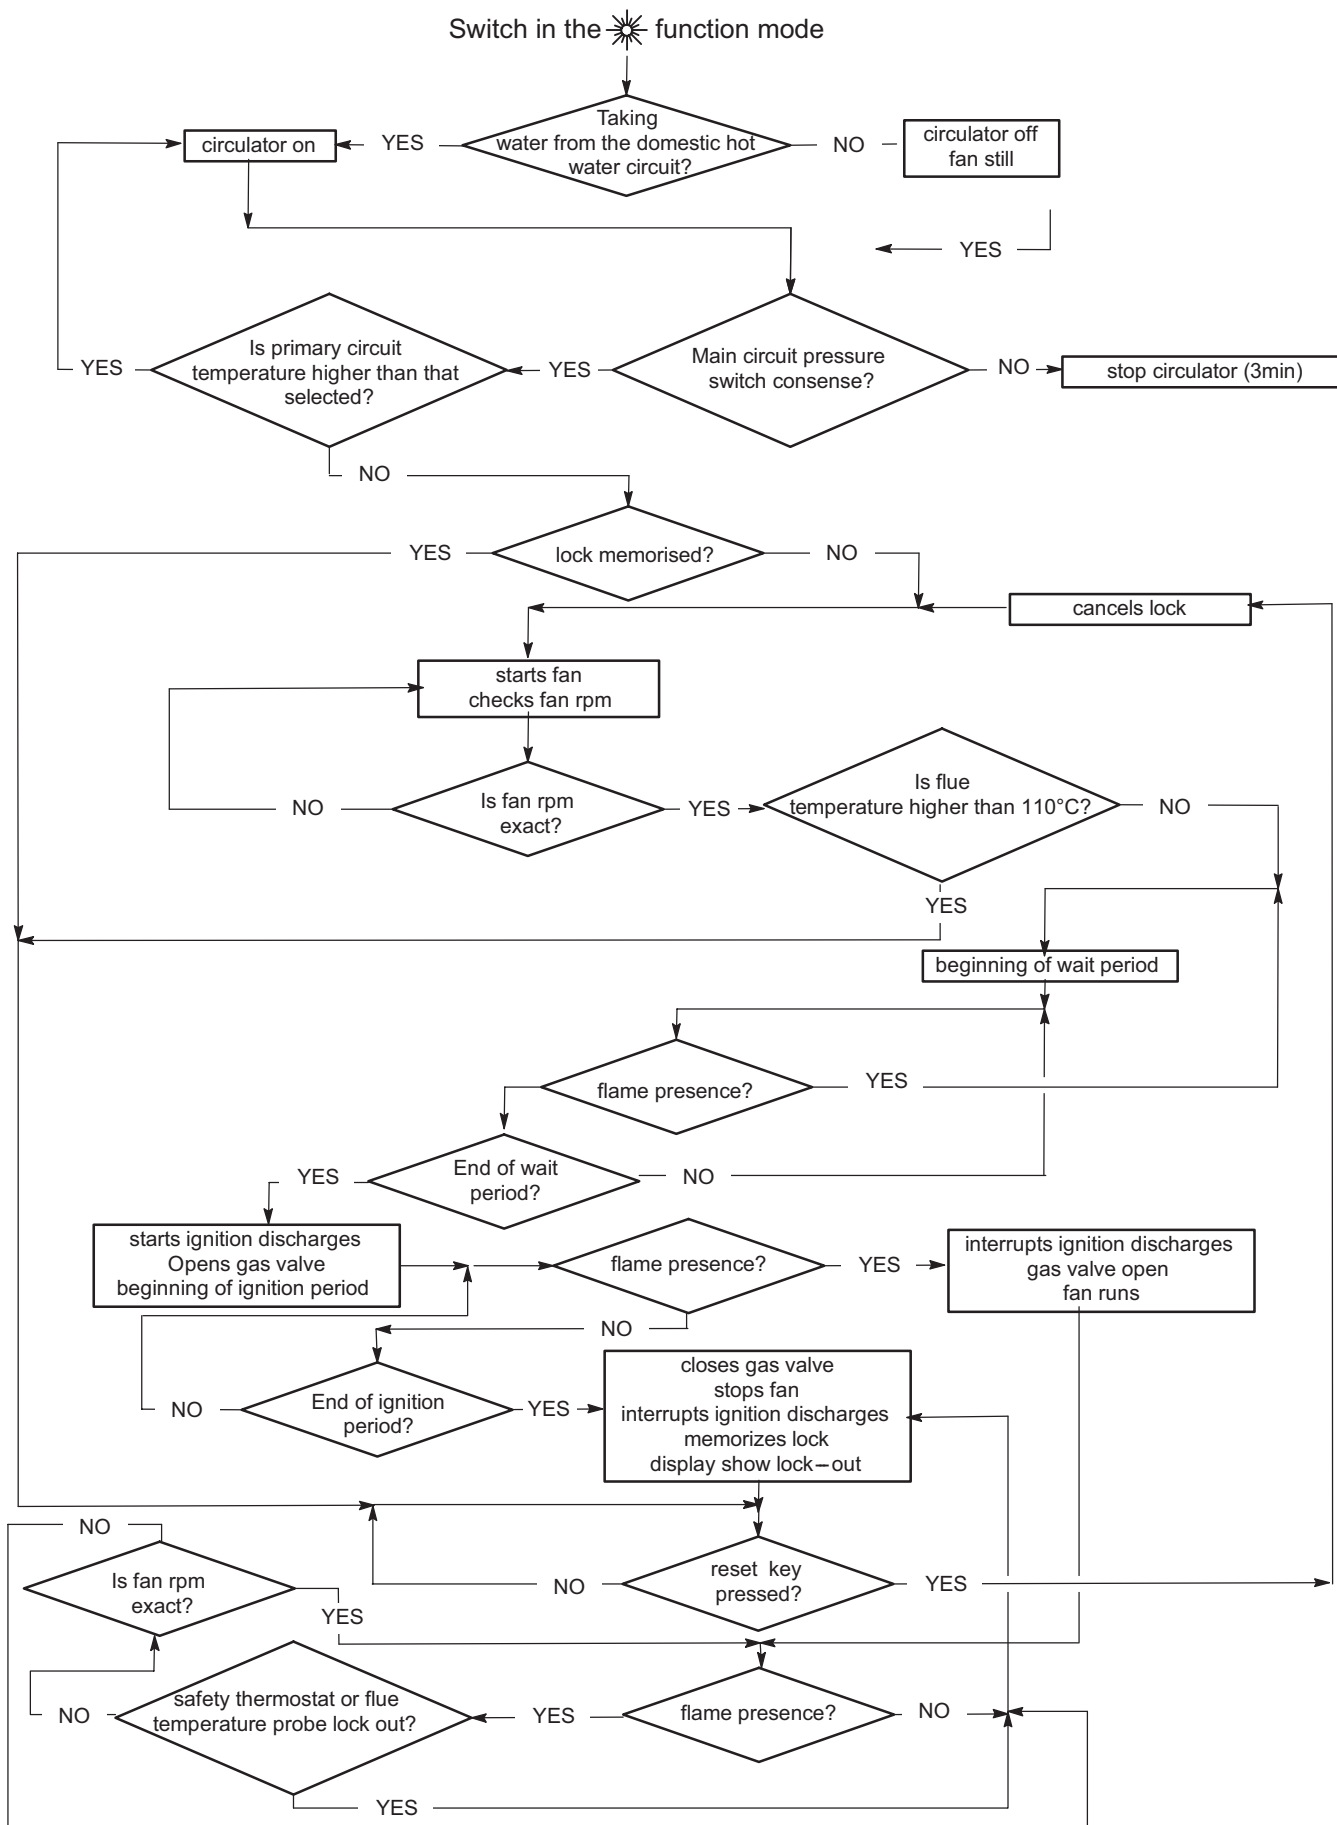 Switch in the function mode
Taking
water from the domestic hot
water circuit?
YES
circulator on
NO
circulator off
fan still
YES
Is primary circuit
temperature higher than that
selected?
YES
YES
Main circuit pressure
switch consense?
NO
stop circulator (3min)
NO
YES
lock memorised?
NO
cancels lock
starts fan
checks fan rpm
NO
Is fan rpm
exact?
YES
Is flue
temperature higher than 110°C?
NO
YES
beginning of wait period
flame presence?
YES
YES
End of wait
period?
NO
starts ignition discharges
Opens gas valve
beginning of ignition period
flame presence?
YES
interrupts ignition discharges
gas valve open
fan runs
NO
NO
End of ignition
period?
YES
closes gas valve
stops fan
interrupts ignition discharges
memorizes lock
display show lock-out
NO
Is fan rpm
exact?
YES
NO
reset key
pressed?
YES
NO
safety thermostat or flue
temperature probe lock out?
YES
flame presence?
NO
YES